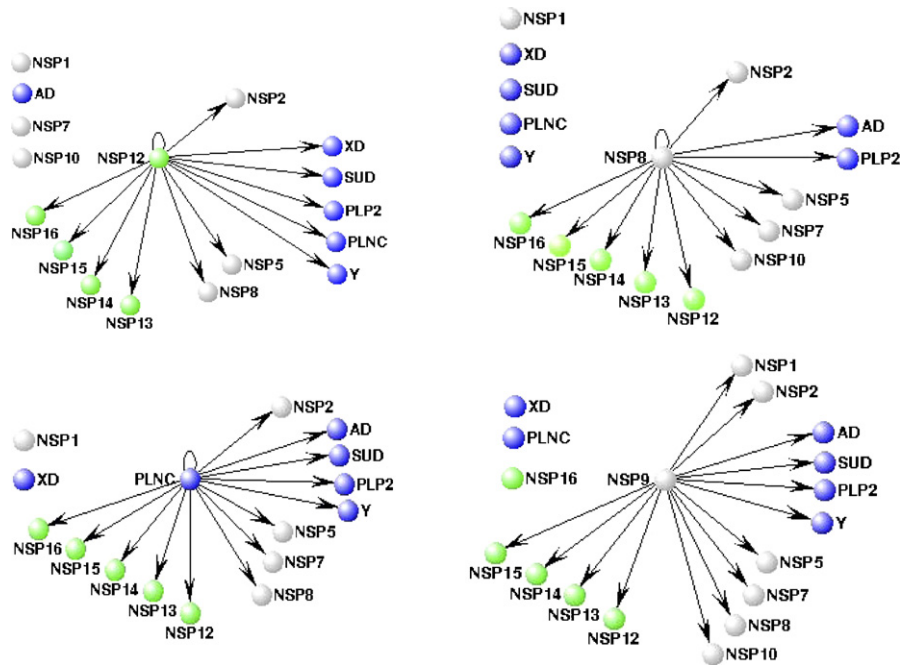 NSP1
AD
NSP7
NSP10
NSP2
NSP12
XD
SUD
PLP2
PLNC
Y
NSP5
NSP8
NSP16
NSP15
NSP14
NSP13
NSP1
XD
SUD
PLNC
Y
NSP2
NSP8
AD
PLP2
NSP5
NSP7
NSP10
NSP16
NSP15
NSP14
NSP13
NSP12
NSP1
XD
NSP2
PLNC
AD
SUD
PLP2
Y
NSP5
NSP7
NSP8
NSP16
NSP15
NSP14
NSP13
NSP12
XD
PLNC
NSP16
NSP1
NSP2
NSP9
AD
SUD
PLP2
Y
NSP5
NSP7
NSP8
NSP10
NSP15
NSP14
NSP13
NSP12